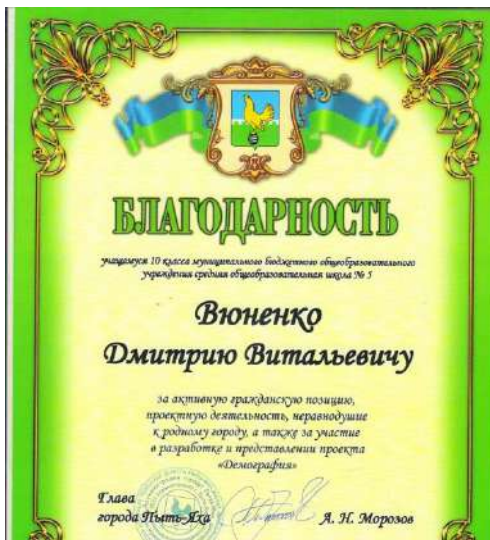 БЛАГОДАРНОСТЬ
учащемуся 10 класса муниципального бюджетного общеобразовательного
учреждения средняя общеобразовательная школа № 5
Вюненко
Дмитрию Витальевичу
за активную гражданскую позицию,
проектную деятельность, неравнодушие
к родному городу, а также за участие
в разработке и представлении проекта
«Демография»
Глава
города Пыть-Яха
А. Н. Морозов